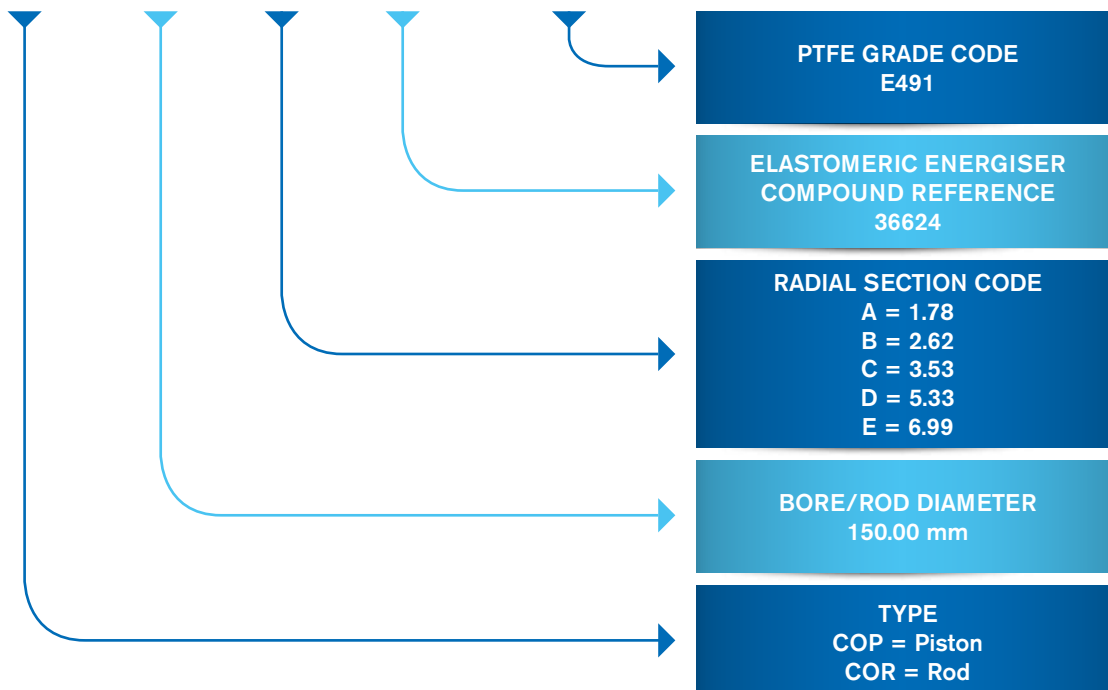 PTFE GRADE CODE
E491
ELASTOMERIC ENERGISER
COMPOUND REFERENCE
36624
RADIAL SECTION CODE
A = 1.78
B = 2.62
C = 3.53
D = 5.33
E = 6.99
BORE/ROD DIAMETER
150.00 mm
TYPE
COP = Piston
COR = Rod